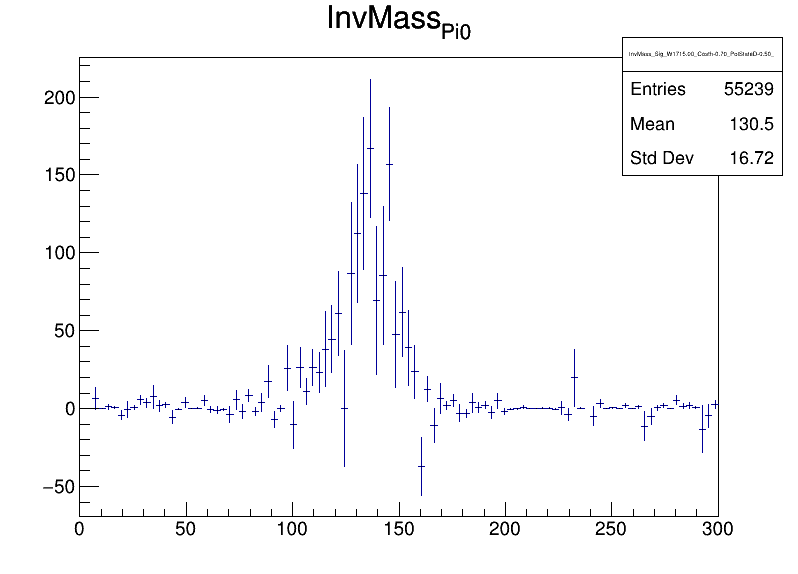 InvMassPi0
InvMass_Sig_W1715.00_Costh-0.70_PolStateD-0.50_
Entries 55239
Mean 130.5
Std Dev 16.72
200
150
100
50
0
−50
0 50 100 150 200 250 300